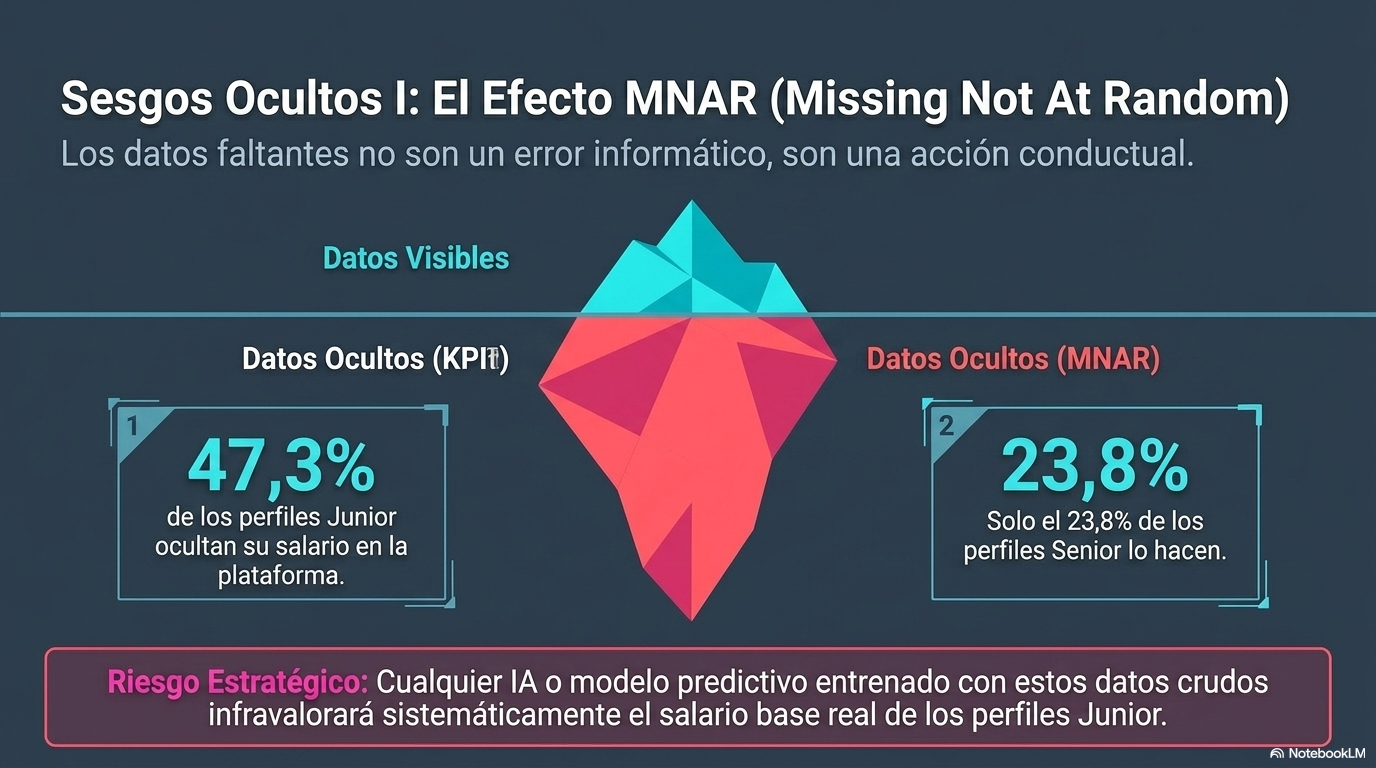 Sesgos Ocultos I: El Efecto MNAR (Missing Not At Random)
Los datos faltantes no son un error informático, son una acción conductual.
Datos Visibles
Datos Ocultos
Datos Ocultos (MNAR)
1
47,3%
de los perfiles Junior
ocultan su salario en la
plataforma.
2
23,8%
Solo el 23,8% de los
perfiles Senior lo hacen.
Riesgo Estratégico: Cualquier IA o modelo predictivo entrenado con estos datos crudos
infravalorará sistemáticamente el salario base real de los perfiles Junior.
NotebookLM